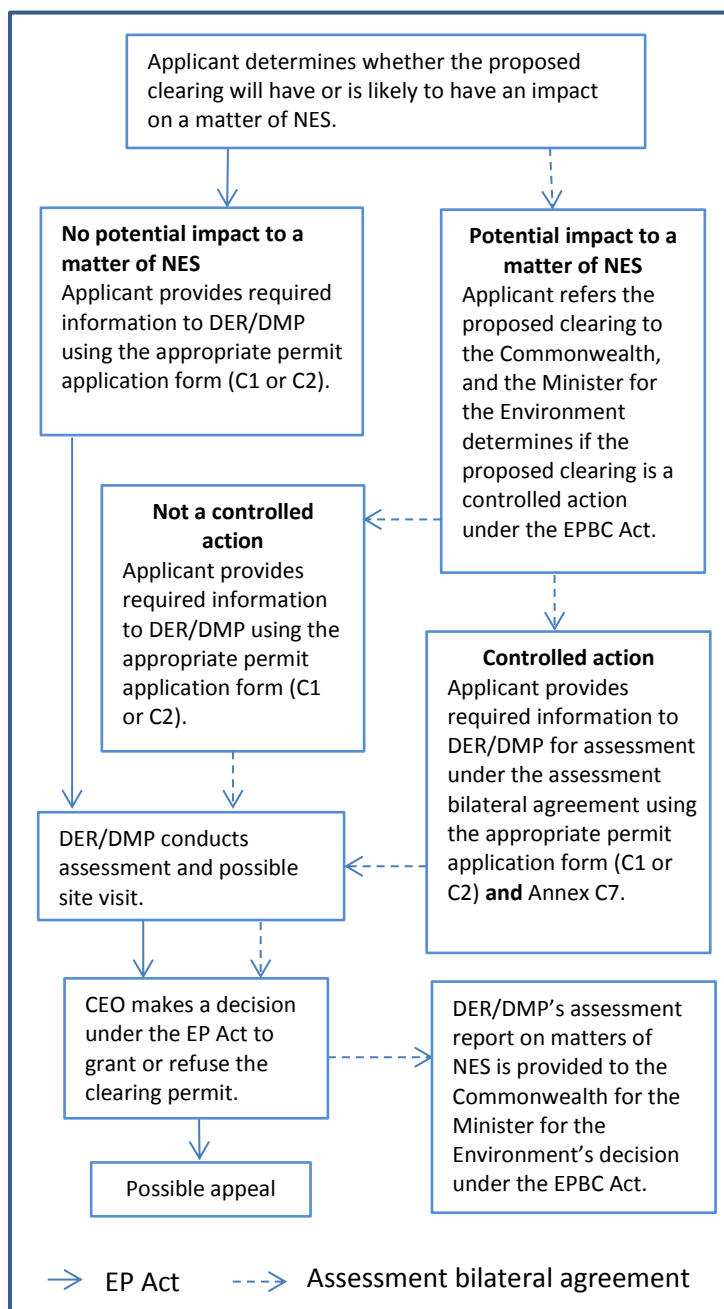 Applicant determines whether the proposed
clearing will have or is likely to have an impact
on a matter of NES.
No potential impact to a
matter of NES
Applicant provides required
information to DER/DMP
using the appropriate permit
application form (C1 or C2).
Potential impact to a
matter of NES
Applicant refers the
proposed clearing to
the Commonwealth,
and the Minister for
the Environment
determines if the
proposed clearing is a
controlled action
under the EPBC Act.
Not a controlled
action
Applicant provides
required information
to DER/DMP using the
appropriate permit
application form (C1
or C2).
Controlled action
Applicant provides
required information to
DER/DMP for assessment
under the assessment
bilateral agreement using
the appropriate permit
application form (C1 or
C2) and Annex C7.
DER/DMP conducts
assessment and possible
site visit.
CEO makes a decision
under the EP Act to
grant or refuse the
clearing permit.
DER/DMP’s assessment
report on matters of
NES is provided to the
Commonwealth for the
Minister for the
Environment’s decision
under the EPBC Act.
Possible appeal
EP Act
Assessment bilateral agreement